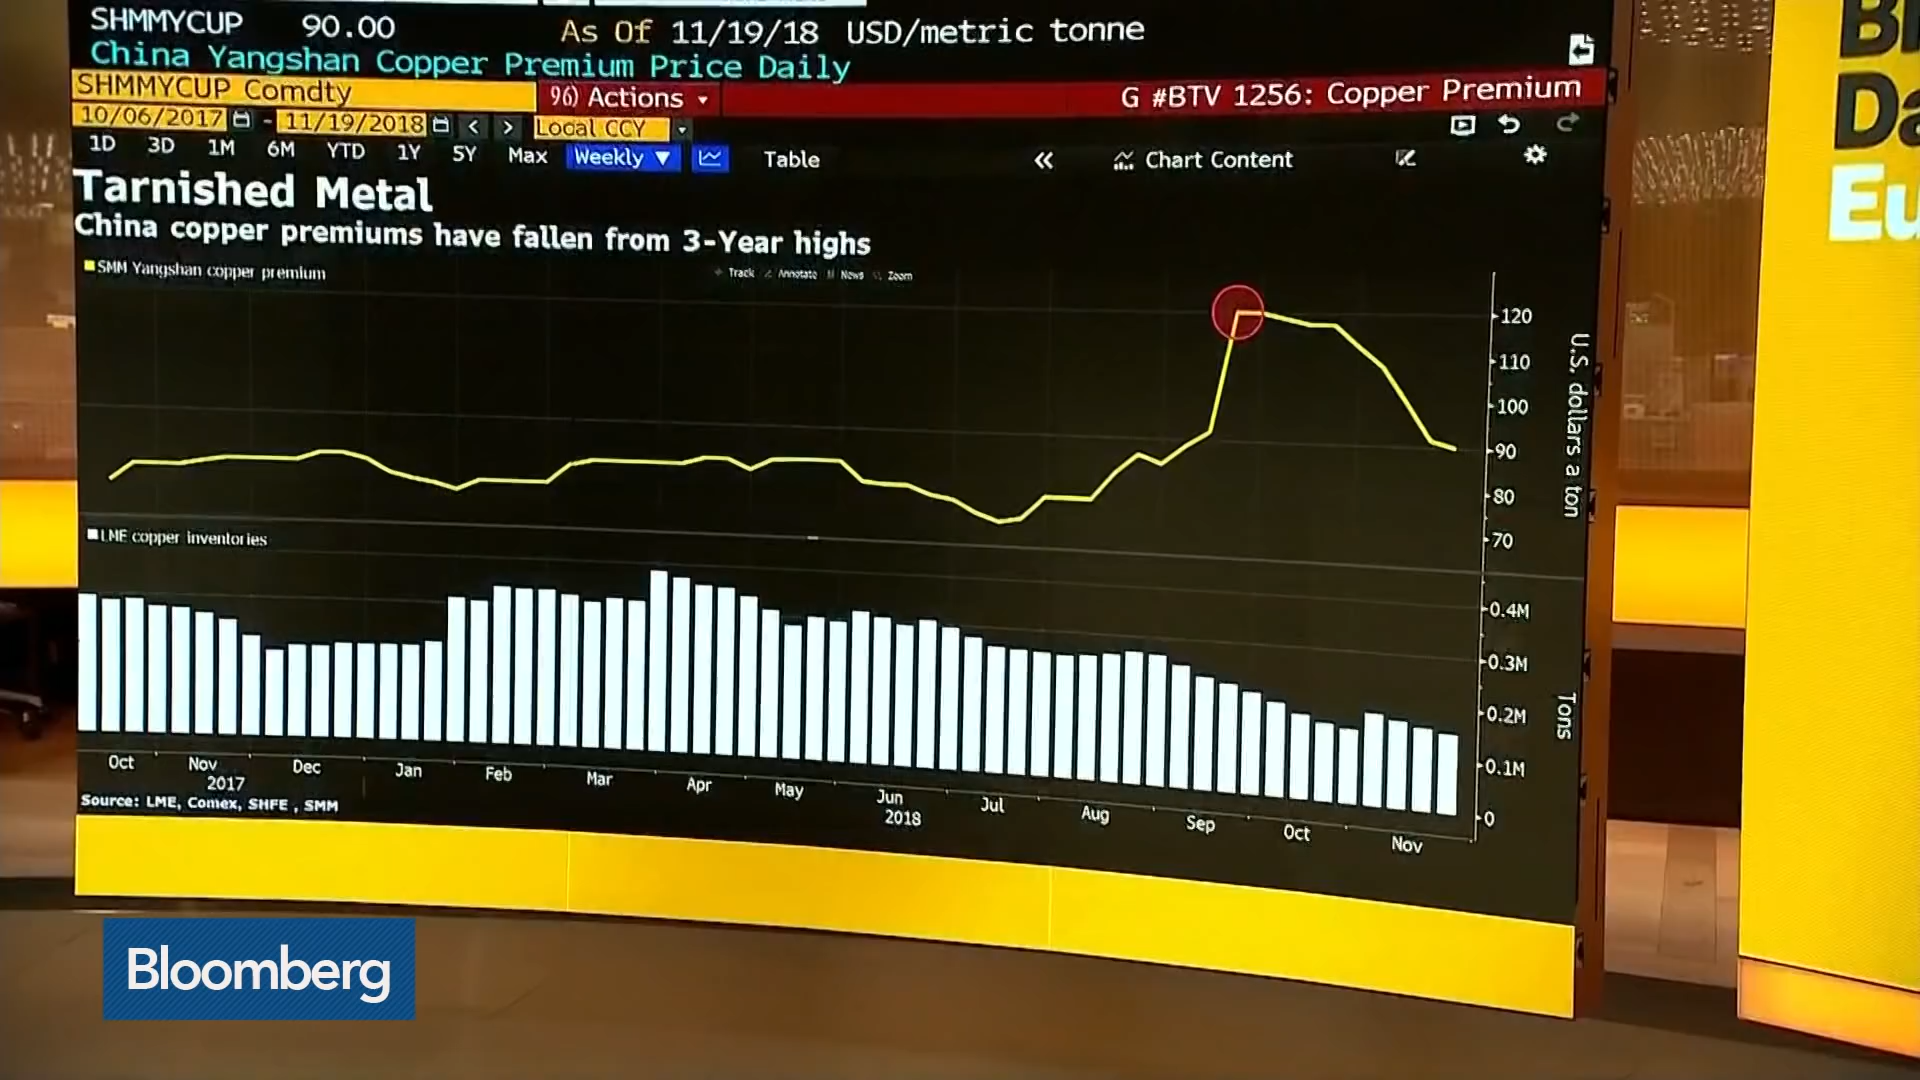 SHMMYCUP 90.00 As Of 11/19/18 USD/metric tonne
China Yangshan Copper Premium Price Daily
SHMMYCUP Comdty 96) Actions G #BTV 1256: Copper Premium
10/06/2017 - 11/19/2018 Local CCY
1D 3D 1M 6M YTD 1Y 5Y Max Weekly Table Chart Content
Tarnished Metal
China copper premiums have fallen from 3-Year highs
SMM Yangshan copper premium
Track Annotate News Zoom
120
110
100
90
80
70
U.S. dollars a ton
LME copper inventories
0.4M
0.3M
0.2M
0.1M
0
Tons
Oct Nov Dec Jan Feb Mar Apr May Jun Jul Aug Sep Oct Nov
2017 2018
Source: LME, Comex, SHFE , SMM
Bloomberg
Eu